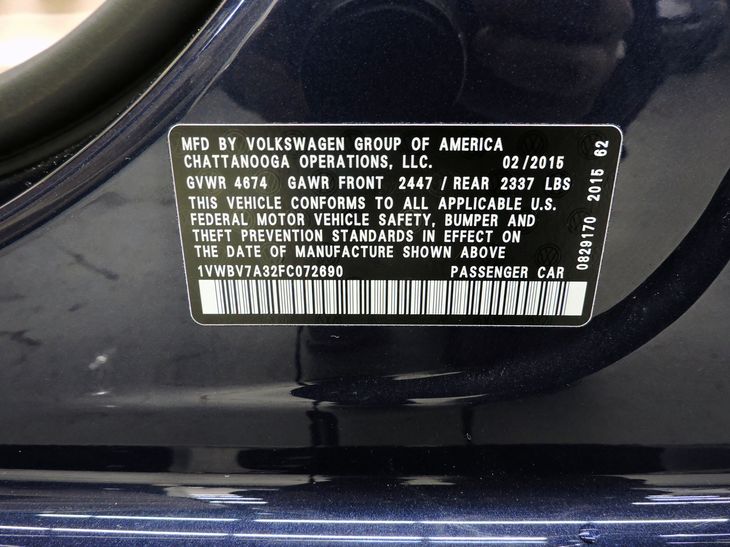 MFD BY VOLKSWAGEN GROUP OF AMERICA
CHATTANOOGA OPERATIONS, LLC. 02/2015
GVWR 4674 GAWR FRONT 2447 / REAR 2337 LBS
THIS VEHICLE CONFORMS TO ALL APPLICABLE U.S.
FEDERAL MOTOR VEHICLE SAFETY, BUMPER AND
THEFT PREVENTION STANDARDS IN EFFECT ON
THE DATE OF MANUFACTURE SHOWN ABOVE
1VWBV7A32FC072690 PASSENGER CAR
0829170 2015 62